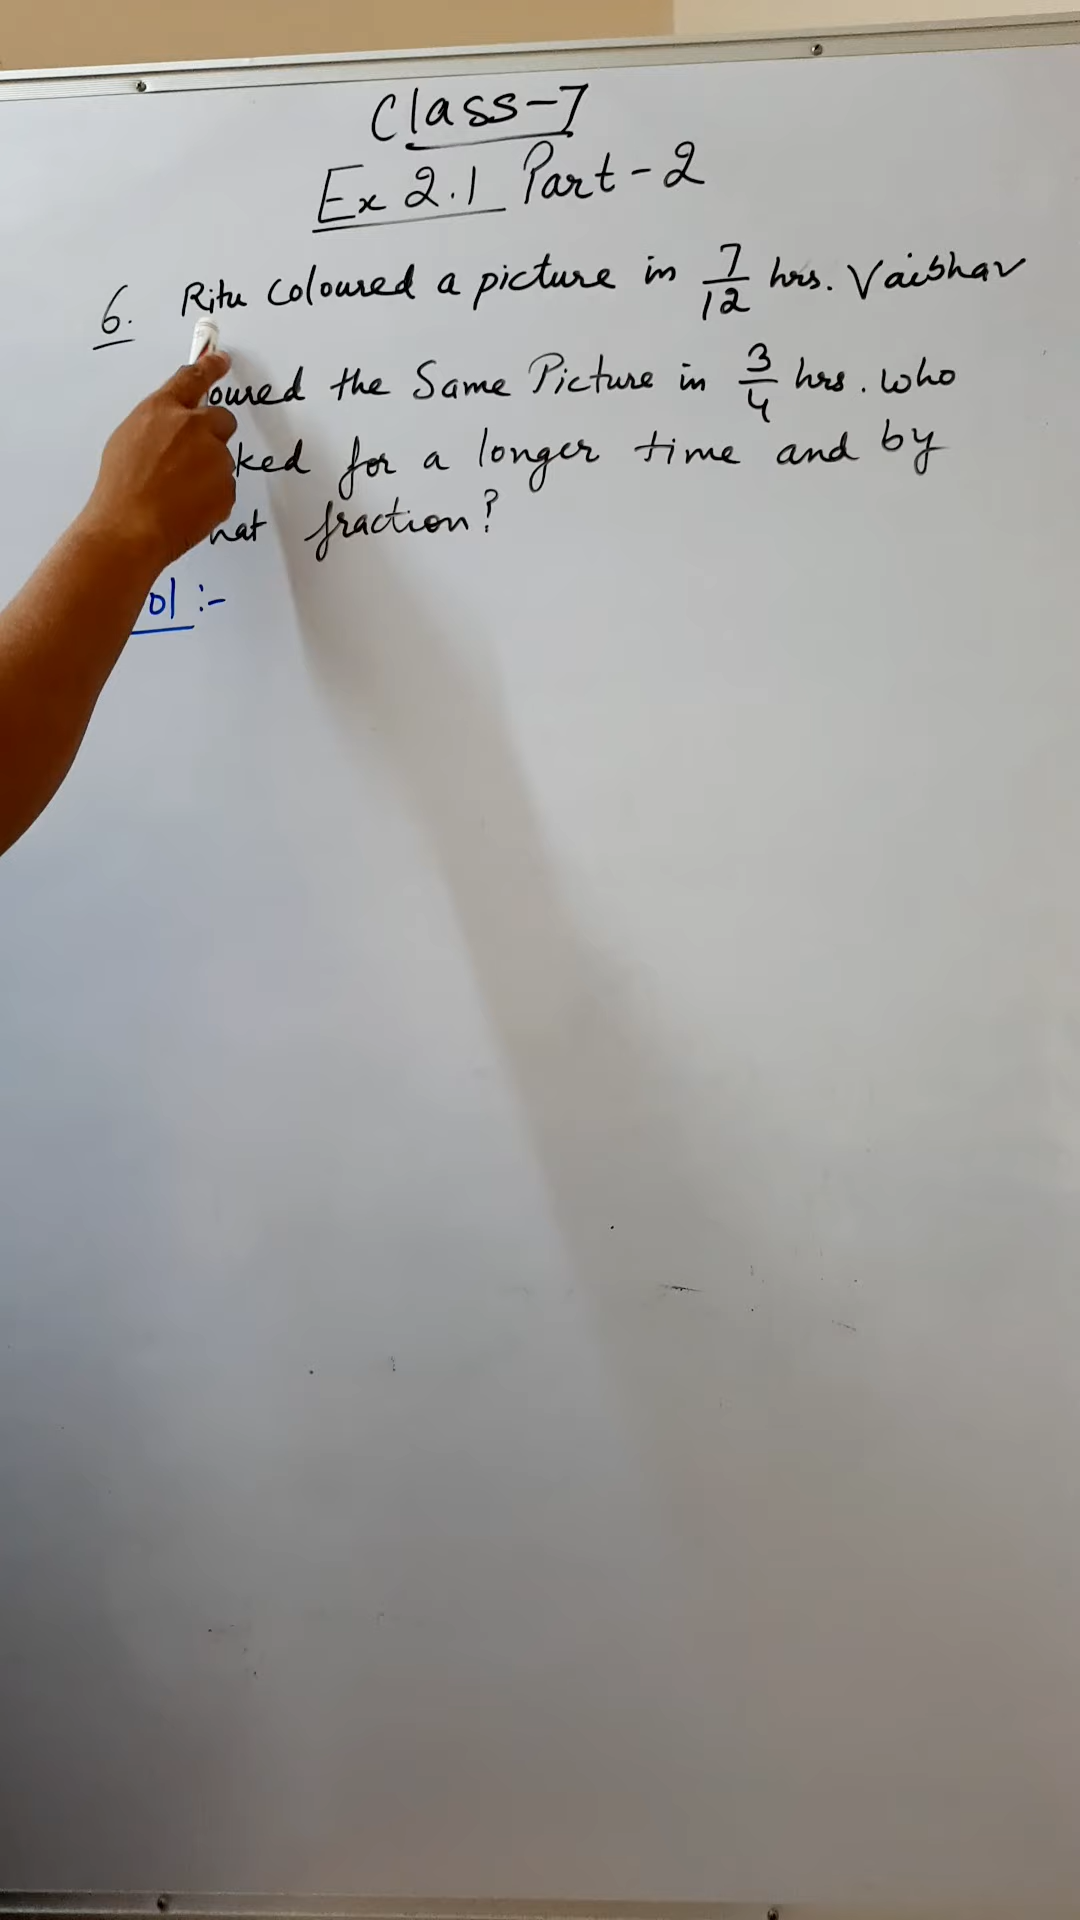 Class-7
Ex 2.1 Part-2
6. Ritu Coloured a picture in 7/12 hrs. Vaibhav
oured the Same Picture in 3/4 hrs. who
ked for a longer time and by
hat fraction?
ol :-